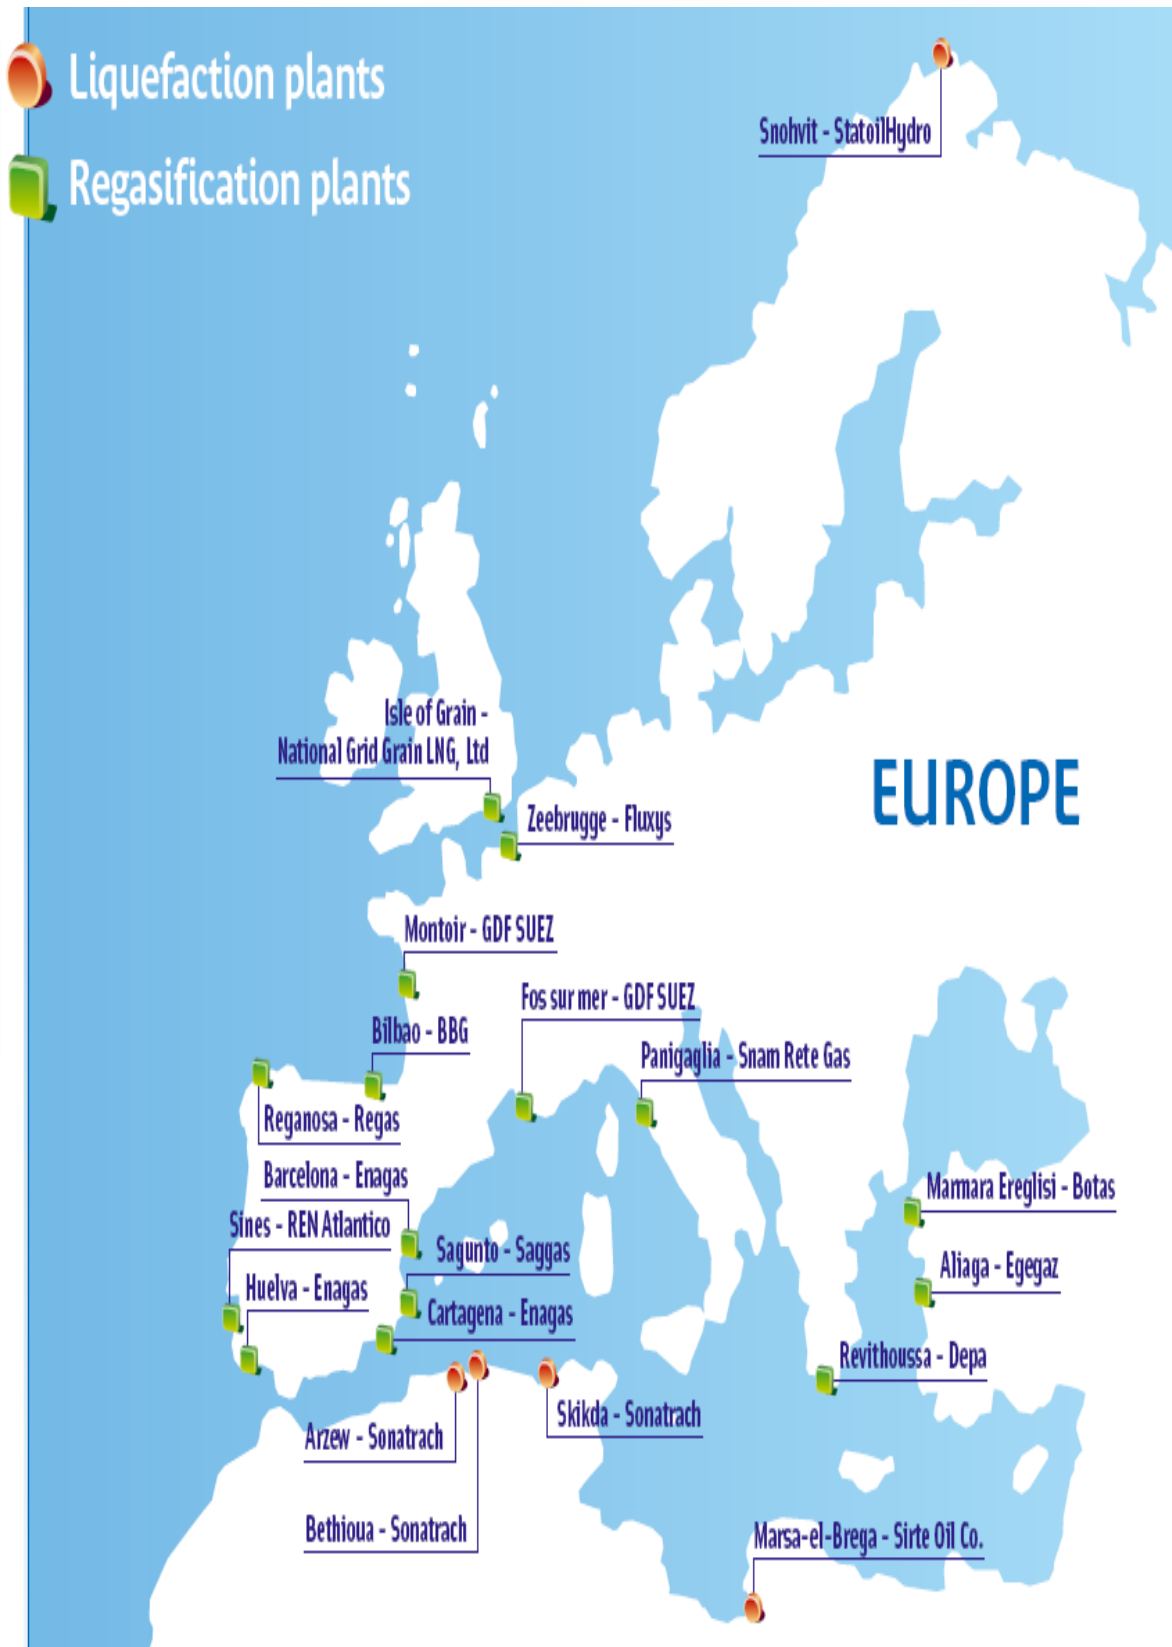 Liquefaction plants
Regasification plants
Snohvit - StatoilHydro
Isle of Grain -
National Grid Grain LNG, Ltd
EUROPE
Zeebrugge - Fluxys
Montoir - GDF SUEZ
Fos sur mer - GDF SUEZ
Bilbao - BBG
Panigaglia - Snam Rete Gas
Reganosa - Regas
Barcelona - Enagas
Marmara Ereglisi - Botas
Sines - REN Atlantico
Sagunto - Saggas
Aliaga - Egegaz
Huelva - Enagas
Cartagena - Enagas
Revithoussa - Depa
Skikda - Sonatrach
Arzew - Sonatrach
Bethioua - Sonatrach
Marsa-el-Brega - Sirte Oil Co.